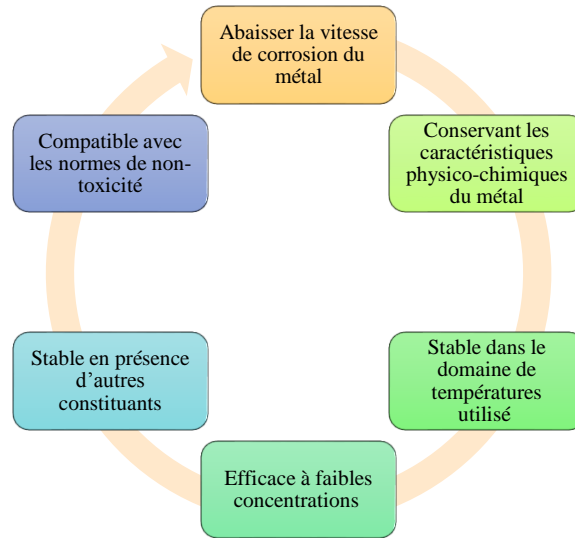 Abaisser la vitesse
de corrosion du
métal
Conservant les
caractéristiques
physico-chimiques
du métal
Stable dans le
domaine de
températures
utilisé
Efficace à faibles
concentrations
Stable en présence
d’autres
constituants
Compatible avec
les normes de non-
toxicité